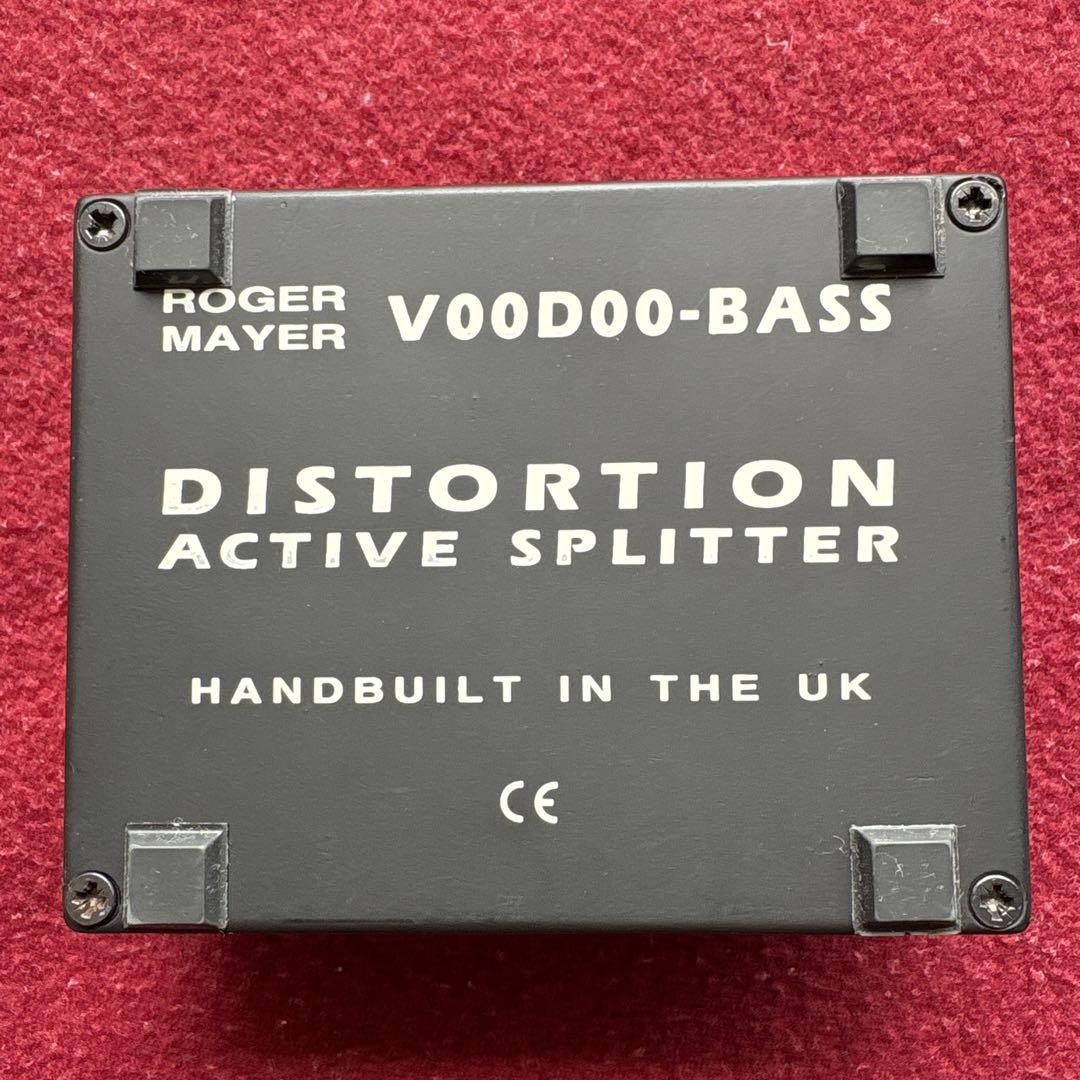 ROGER MAYER V00D00-BASS
DISTORTION
ACTIVE SPLITTER
HANDBUILT IN THE UK
CE